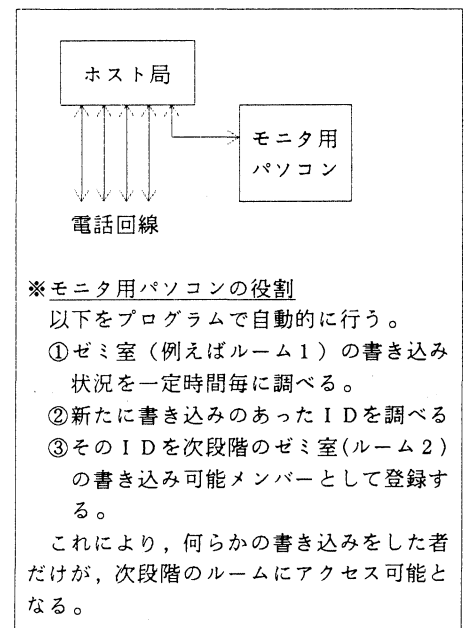 ホスト局
モニタ用
パソコン
電話回線
※モニタ用パソコンの役割
以下をプログラムで自動的に行う。
①ゼミ室（例えばルーム１）の書き込み
状況を一定時間毎に調べる。
②新たに書き込みのあったＩＤを調べる
③そのＩＤを次段階のゼミ室(ルーム２)
の書き込み可能メンバーとして登録す
る。
これにより，何らかの書き込みをした者
だけが，次段階のルームにアクセス可能と
なる。